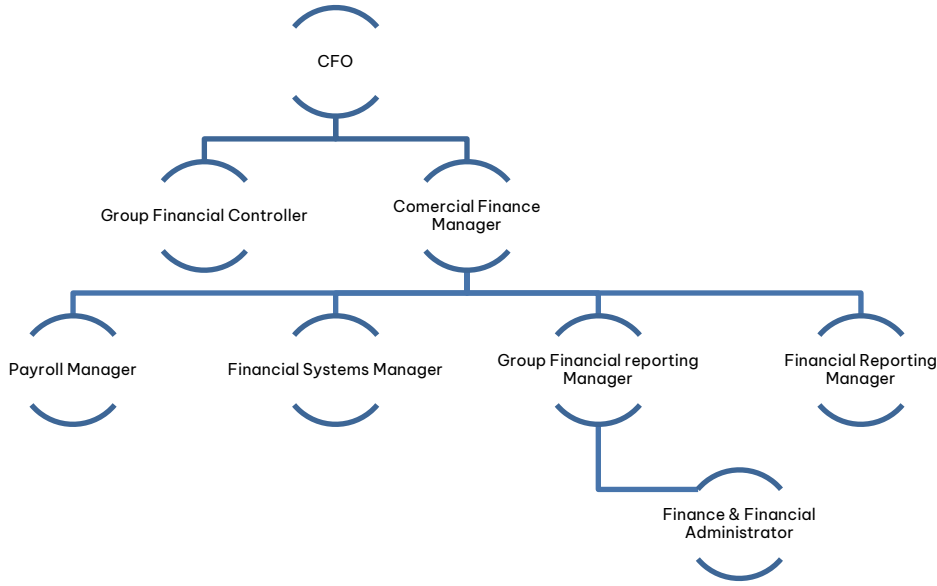 CFO
Group Financial Controller
Comercial Finance
Manager
Payroll Manager
Financial Systems Manager
Group Financial reporting
Manager
Financial Reporting
Manager
Finance & Financial
Administrator